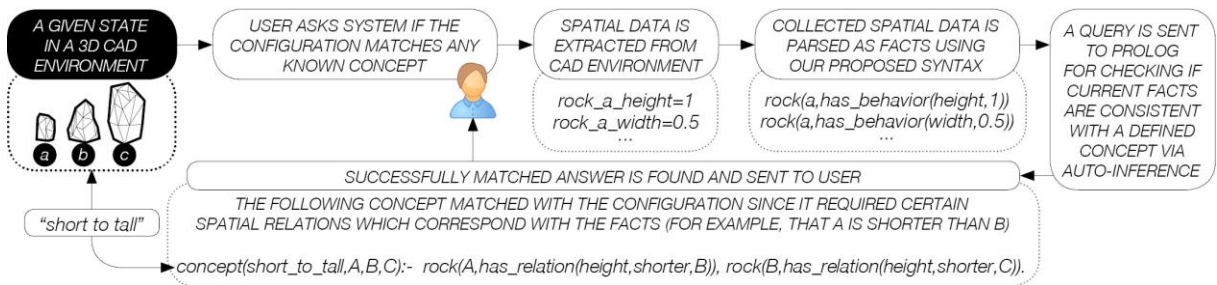 A GIVEN STATE
IN A 3D CAD
ENVIRONMENT
a
b
c
USER ASKS SYSTEM IF THE
CONFIGURATION MATCHES ANY
KNOWN CONCEPT
SPATIAL DATA IS
EXTRACTED FROM
CAD ENVIRONMENT
rock_a_height=1
rock_a_width=0.5
...
COLLECTED SPATIAL DATA IS
PARSED AS FACTS USING
OUR PROPOSED SYNTAX
rock(a,has_behavior(height,1))
rock(a,has_behavior(width,0.5))
...
A QUERY IS SENT
TO PROLOG
FOR CHECKING IF
CURRENT FACTS
ARE CONSISTENT
WITH A DEFINED
CONCEPT VIA
AUTO-INFERENCE
SUCCESSFULLY MATCHED ANSWER IS FOUND AND SENT TO USER
THE FOLLOWING CONCEPT MATCHED WITH THE CONFIGURATION SINCE IT REQUIRED CERTAIN
SPATIAL RELATIONS WHICH CORRESPOND WITH THE FACTS (FOR EXAMPLE, THAT A IS SHORTER THAN B)
"short to tall"
concept(short_to_tall,A,B,C):- rock(A,has_relation(height,shorter,B)), rock(B,has_relation(height,shorter,C)).